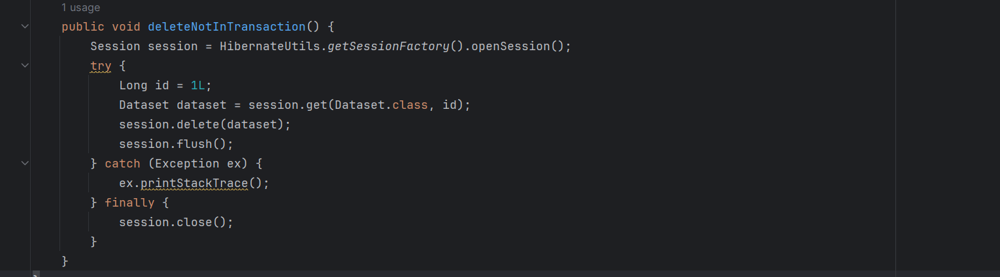 1 usage
public void deleteNotInTransaction() {
Session session = HibernateUtils.getSessionFactory().openSession();
try {
Long id = 1L;
Dataset dataset = session.get(Dataset.class, id);
session.delete(dataset);
session.flush();
} catch (Exception ex) {
ex.printStackTrace();
} finally {
session.close();
}
}